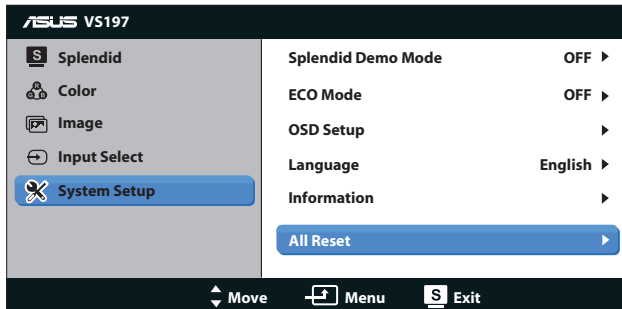 ASUS VS197
S Splendid
Color
Image
Input Select
System Setup
Splendid Demo Mode OFF
ECO Mode OFF
OSD Setup
Language English
Information
All Reset
Move Menu S Exit